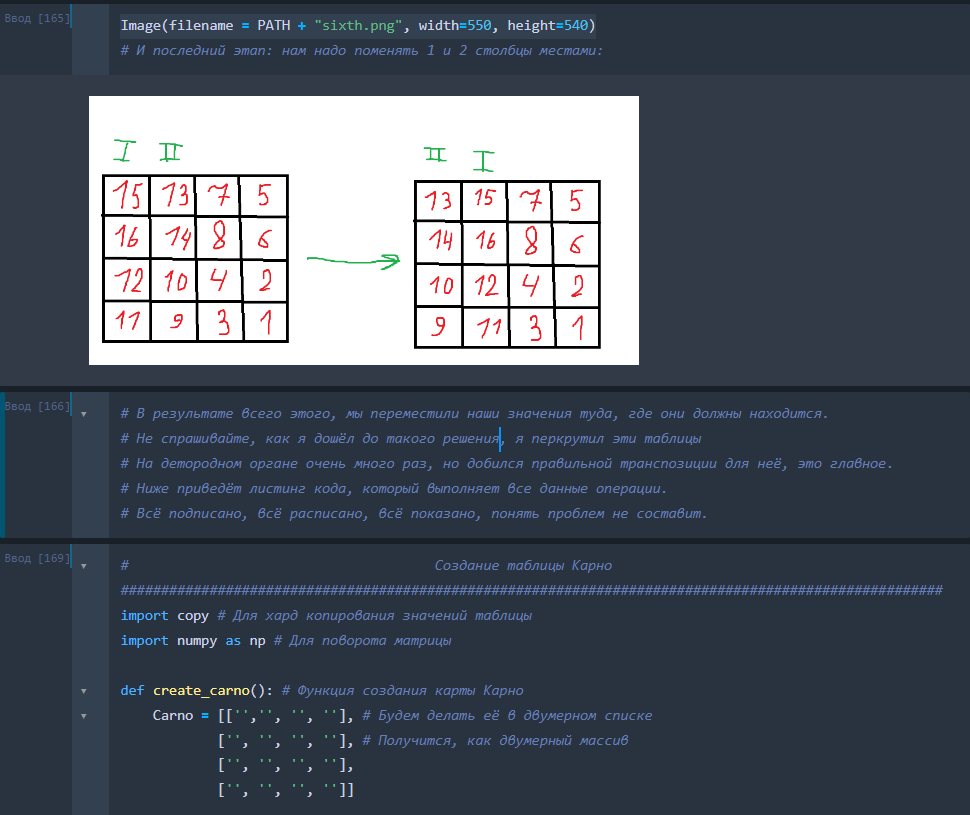 Ввод [165]
Image(filename = PATH + "sixth.png", width=550, height=540)
# И последний этап: нам надо поменять 1 и 2 столбцы местами:
I II
II I
15 13 7 5
13 15 7 5
16 14 8 6
14 16 8 6
12 10 4 2
10 12 4 2
11 9 3 1
9 11 3 1
Ввод [166]
# В результате всего этого, мы переместили наши значения туда, где они должны находится.
# Не спрашивайте, как я дошёл до такого решения, я перкрутил эти таблицы
# На детородном органе очень много раз, но добился правильной транспозиции для неё, это главное.
# Ниже приведёт листинг кода, который выполняет все данные операции.
# Всё подписано, всё расписано, всё показано, понять проблем не составит.
Ввод [169]
# Создание таблицы Карно
######################################################################################################
import copy # Для хард копирования значений таблицы
import numpy as np # Для поворота матрицы
def create_carno(): # Функция создания карты Карно
Carno = [['','', '', ''], # Будем делать её в двумерном списке
['', '', '', ''], # Получится, как двумерный массив
['', '', '', ''],
['', '', '', '']]